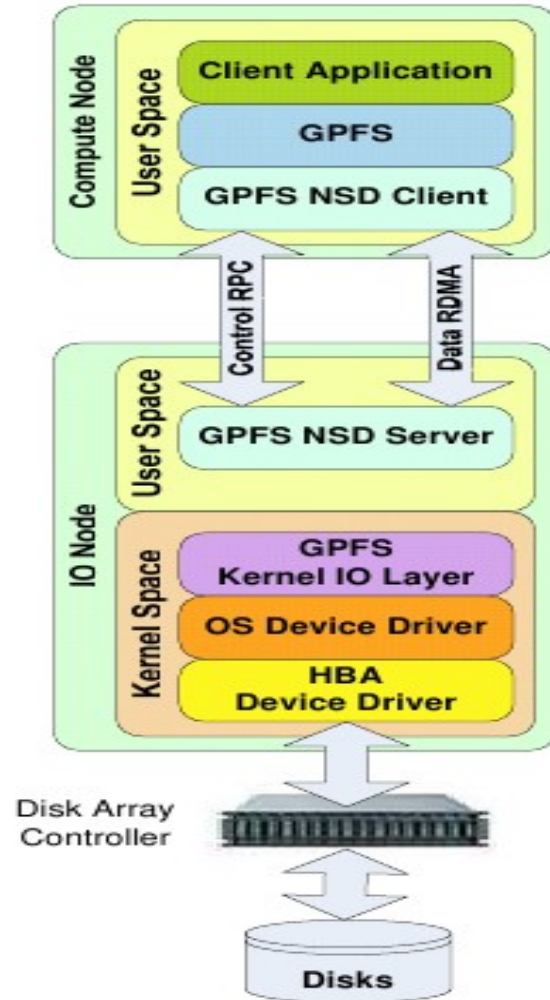 Compute Node
User Space
Client Application
GPFS
GPFS NSD Client
Control RPC
Data RDMA
IO Node
User Space
GPFS NSD Server
Kernel Space
GPFS
Kernel IO Layer
OS Device Driver
HBA
Device Driver
Disk Array
Controller
Disks